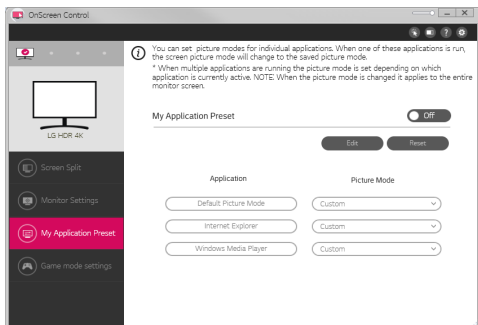 OnScreen Control
You can set picture modes for individual applications. When one of these applications is run,
the screen picture mode will change to the saved picture mode.
* When multiple applications are running the picture mode is set depending on which
application is currently active. NOTE: When the picture mode is changed it applies to the entire
monitor screen.
LG HDR 4K
My Application Preset
Off
Edit Reset
Screen Split
Monitor Settings
My Application Preset
Game mode settings
Application Picture Mode
Default Picture Mode Custom
Internet Explorer Custom
Windows Media Player Custom